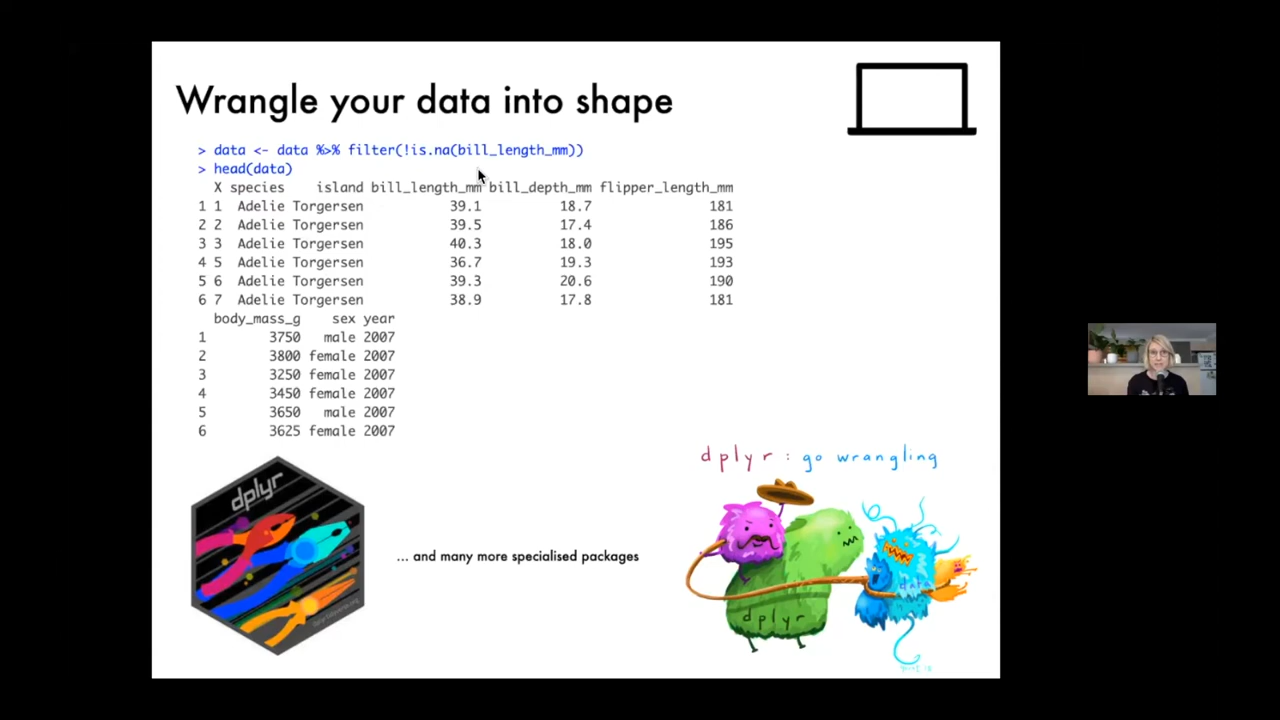 Wrangle your data into shape
> data <- data %>% filter(!is.na(bill_length_mm))
> head(data)
X species island bill_length_mm bill_depth_mm flipper_length_mm
1 1 Adelie Torgersen 39.1 18.7 181
2 2 Adelie Torgersen 39.5 17.4 186
3 3 Adelie Torgersen 40.3 18.0 195
4 5 Adelie Torgersen 36.7 19.3 193
5 6 Adelie Torgersen 39.3 20.6 190
6 7 Adelie Torgersen 38.9 17.8 181
body_mass_g sex year
1 3750 male 2007
2 3800 female 2007
3 3250 female 2007
4 3450 female 2007
5 3650 male 2007
6 3625 female 2007
dplyr : go wrangling
dplyr
... and many more specialised packages
data
dplyr